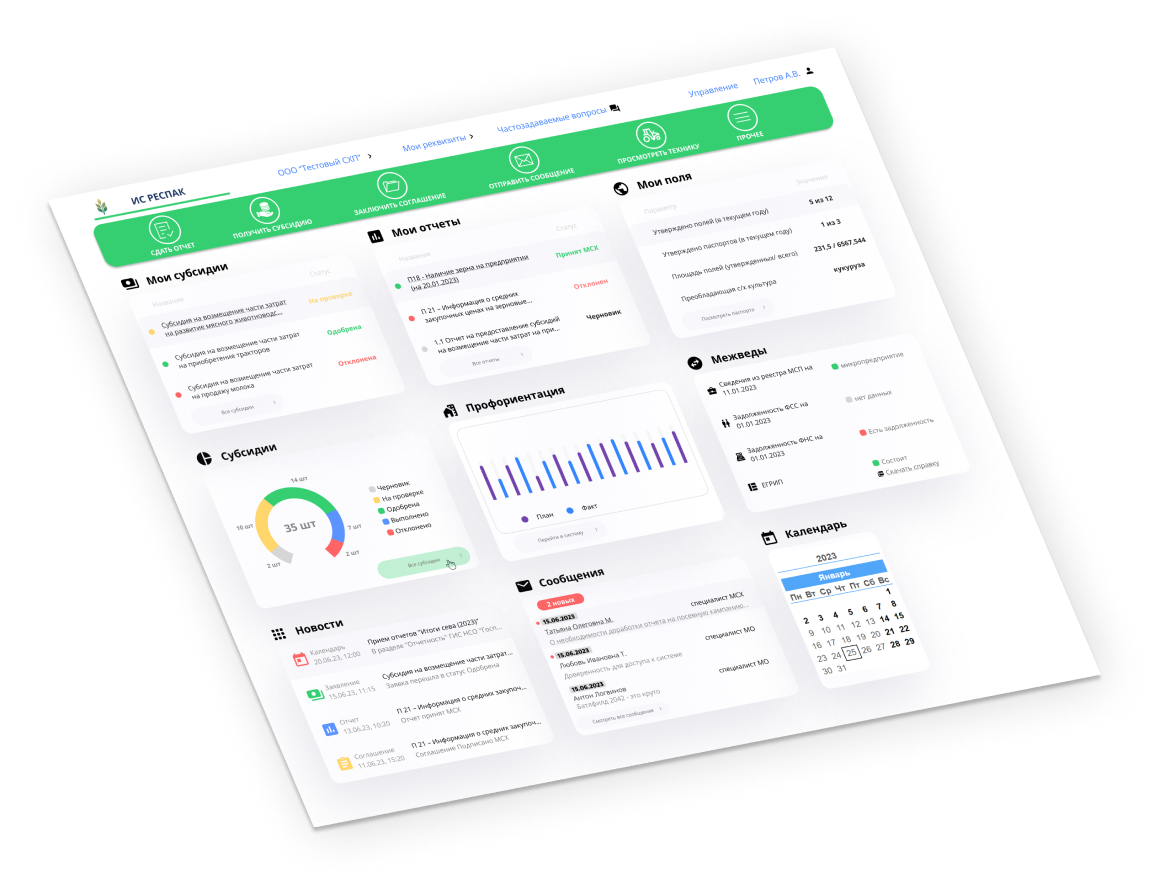 ИС РЕСПАК
ООО "Тестовый СХП"
Мои реквизиты
Частозадаваемые вопросы
Управление
Петров А.В.
СДАТЬ ОТЧЕТ
ПОЛУЧИТЬ СУБСИДИЮ
ЗАКЛЮЧИТЬ СОГЛАШЕНИЕ
ОТПРАВИТЬ СООБЩЕНИЕ
ПРОСМОТРЕТЬ ТЕХНИКУ
ПРОЧЕЕ
Мои субсидии
Название
Статус
Субсидия на возмещение части затрат
на развитие мясного животноводс...
На проверке
Субсидия на возмещение части затрат
на приобретение тракторов
Одобрена
Субсидия на возмещение части затрат
на продажу молока
Отклонена
Все субсидии
Мои отчеты
Название
Статус
П18 - Наличие зерна на предприятии
(на 20.01.2023)
Принят МСХ
П 21 – Информация о средних
закупочных ценах на зерновые...
Отклонен
1.1 Отчет на предоставление субсидий
на возмещение части затрат на при...
Черновик
Все отчеты
Мои поля
Параметр
Значение
Утверждено полей (в текущем году)
5 из 12
Утверждено паспортов (в текущем году)
1 из 3
Площадь полей (утвержденных/ всего)
231,5 / 6567,544
Преобладающая с/х культура
кукуруза
Посмотреть паспорта
Субсидии
14 шт
10 шт
35 шт
7 шт
2 шт
2 шт
Черновик
На проверке
Одобрена
Выполнено
Отклонено
Все субсидии
Профориентация
План
Факт
Перейти в систему
Межведы
Сведения из реестра МСП на
11.01.2023
микропредприятие
Задолженность ФСС на
01.01.2023
нет данных
Задолженность ФНС на
01.01.2023
Есть задолженность
ЕГРИП
Состоит
Скачать справку
Новости
Календарь
20.06.23, 12:00
Прием отчетов "Итоги сева (2023)"
В разделе "Отчетность" ГИС НСО "Госп...
Заявление
15.06.23, 11:15
Субсидия на возмещение части затрат...
Заявка перешла в статус Одобрена
Отчет
13.06.23, 10:20
П 21 – Информация о средних закупоч...
Отчет принят МСХ
Соглашение
11.06.23, 15:20
П 21 – Информация о средних закупоч...
Соглашение Подписано МСХ
Сообщения
2 новых
15.06.2023
Татьяна Олеговна М.
специалист МСХ
О необходимости доработки отчета на посевную кампанию...
15.06.2023
Любовь Ивановна Т.
специалист МО
Доверенность для доступа к системе
15.06.2023
Антон Логвинов
специалист МО
Батлфилд 2042 - это круто
Смотреть все сообщения
Календарь
2023
Январь
Пн Вт Ср Чт Пт Сб Вс
1
2 3 4 5 6 7 8
9 10 11 12 13 14 15
16 17 18 19 20 21 22
23 24 25 26 27 28 29
30 31